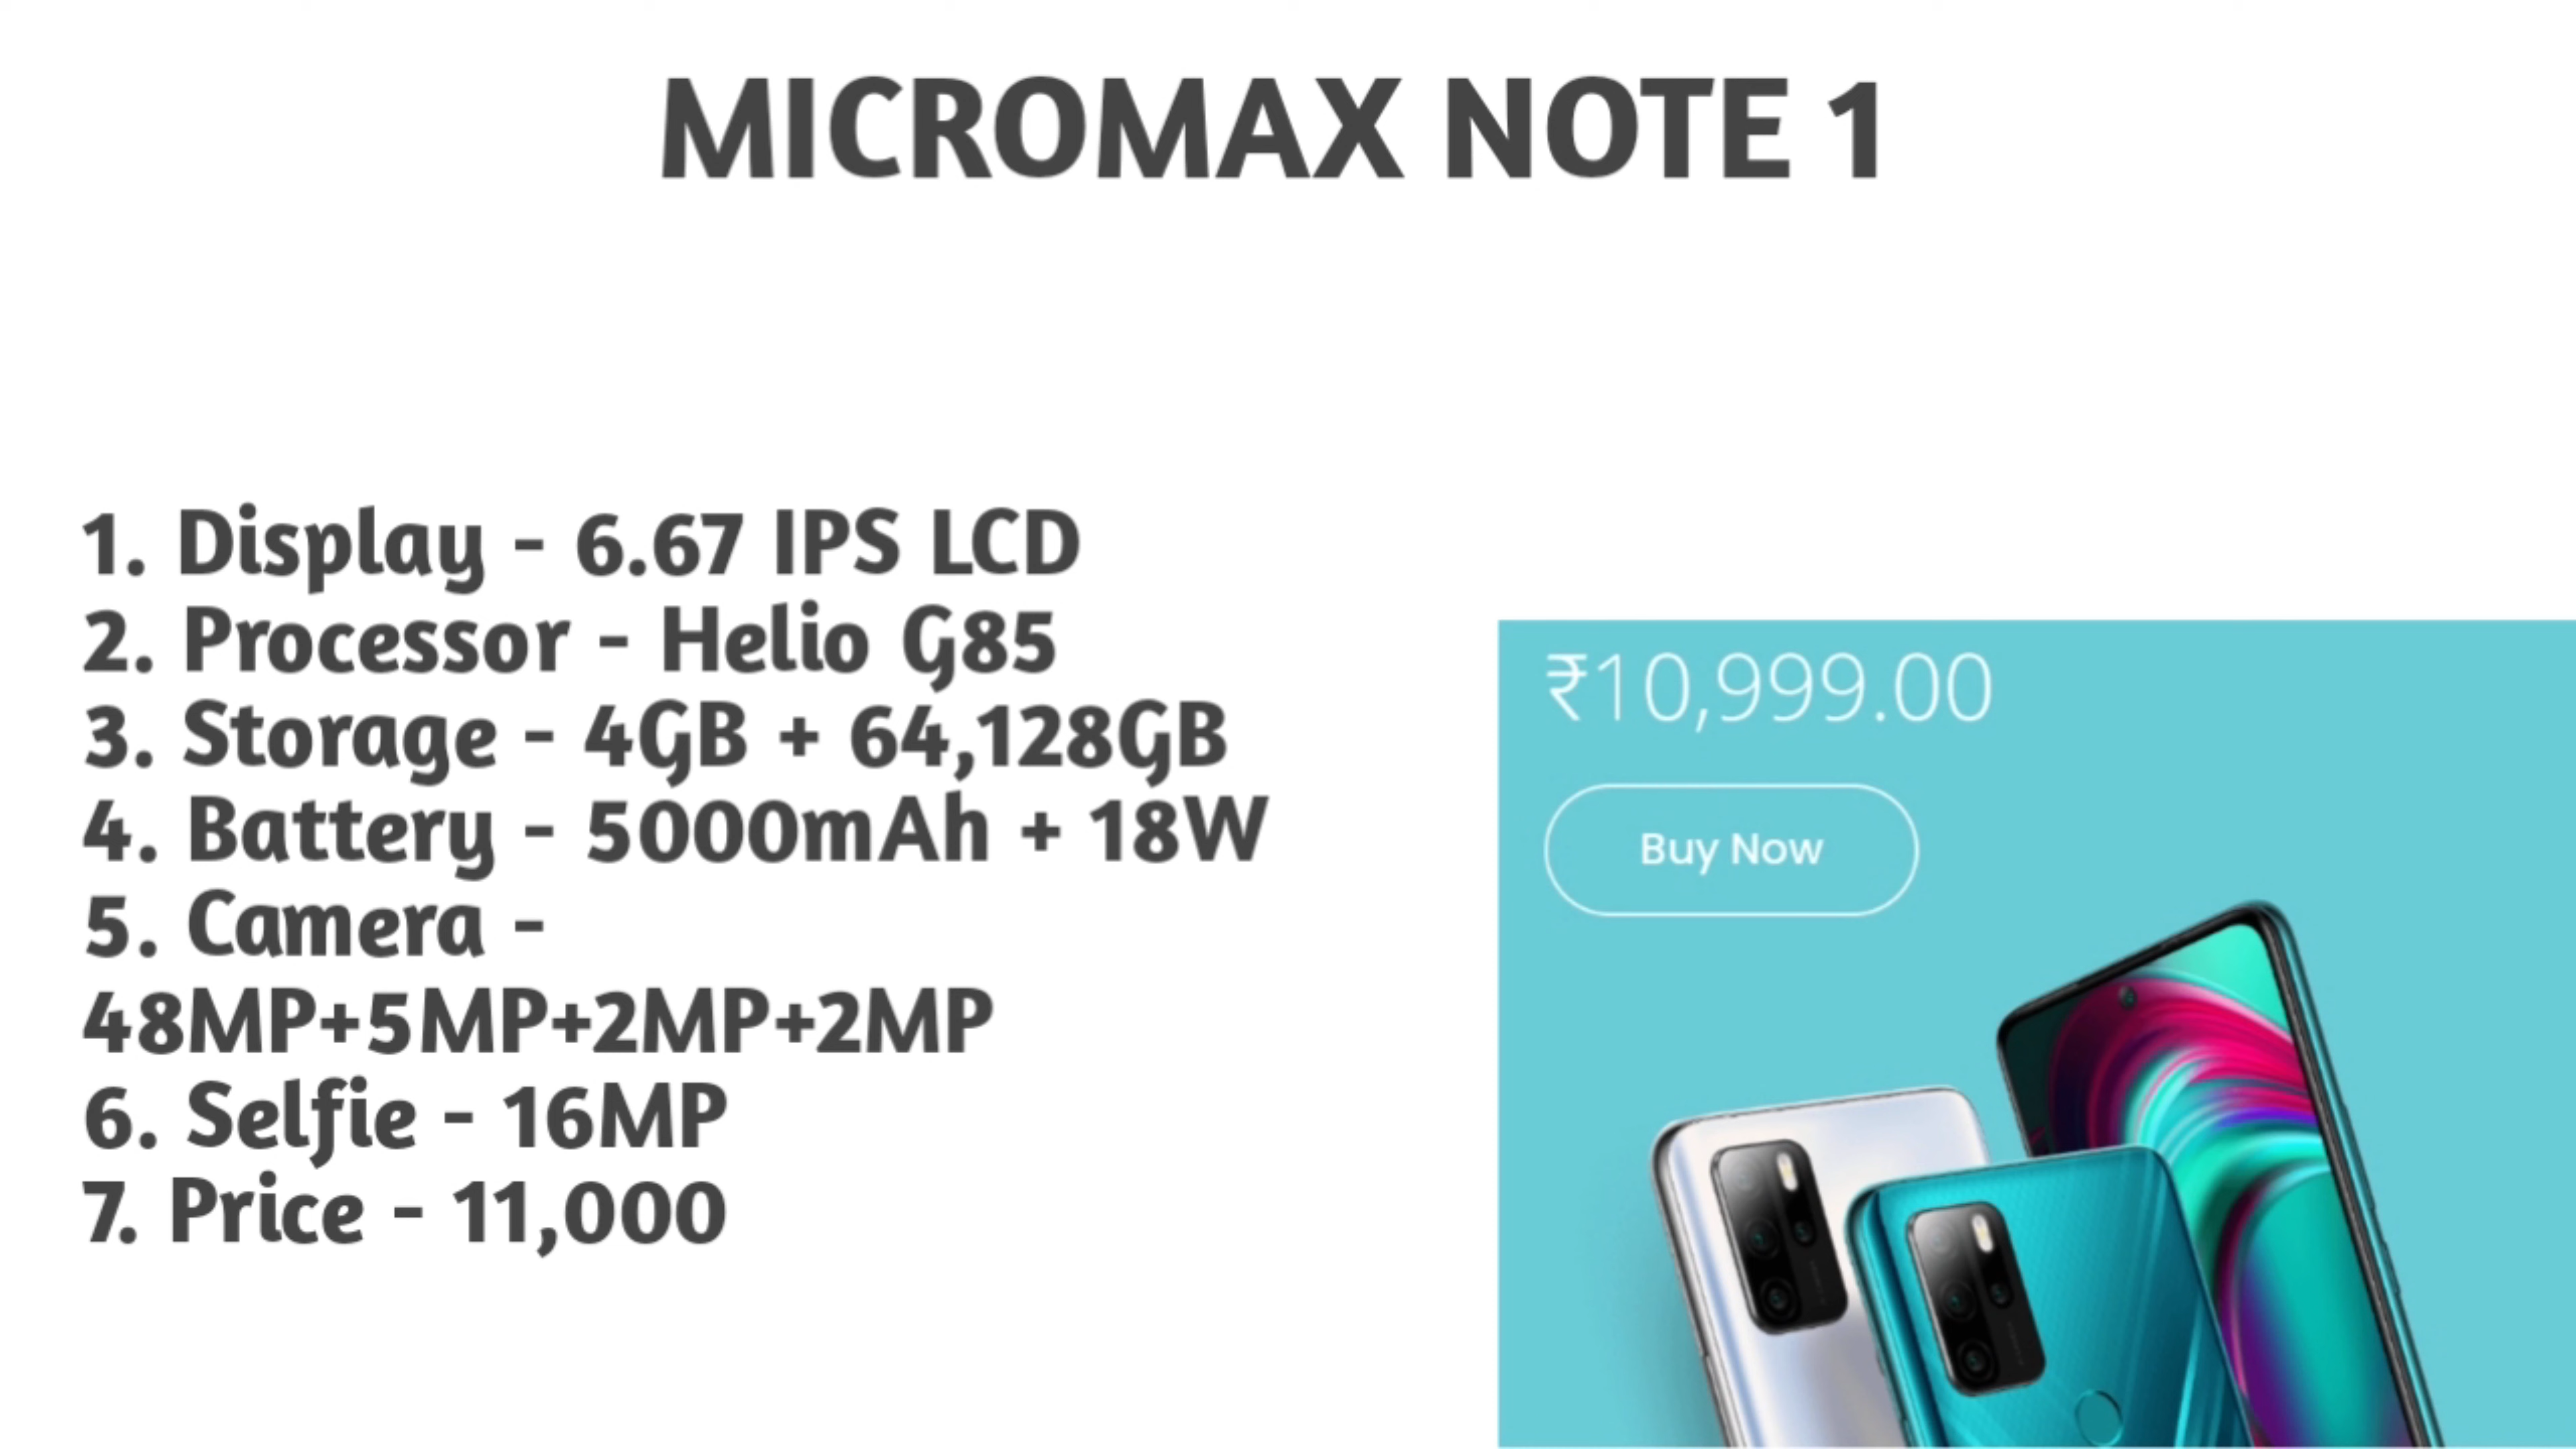 MICROMAX NOTE 1
1. Display - 6.67 IPS LCD
2. Processor - Helio G85
3. Storage - 4GB + 64,128GB
4. Battery - 5000mAh + 18W
5. Camera -
48MP+5MP+2MP+2MP
6. Selfie - 16MP
7. Price - 11,000
₹10,999.00
Buy Now